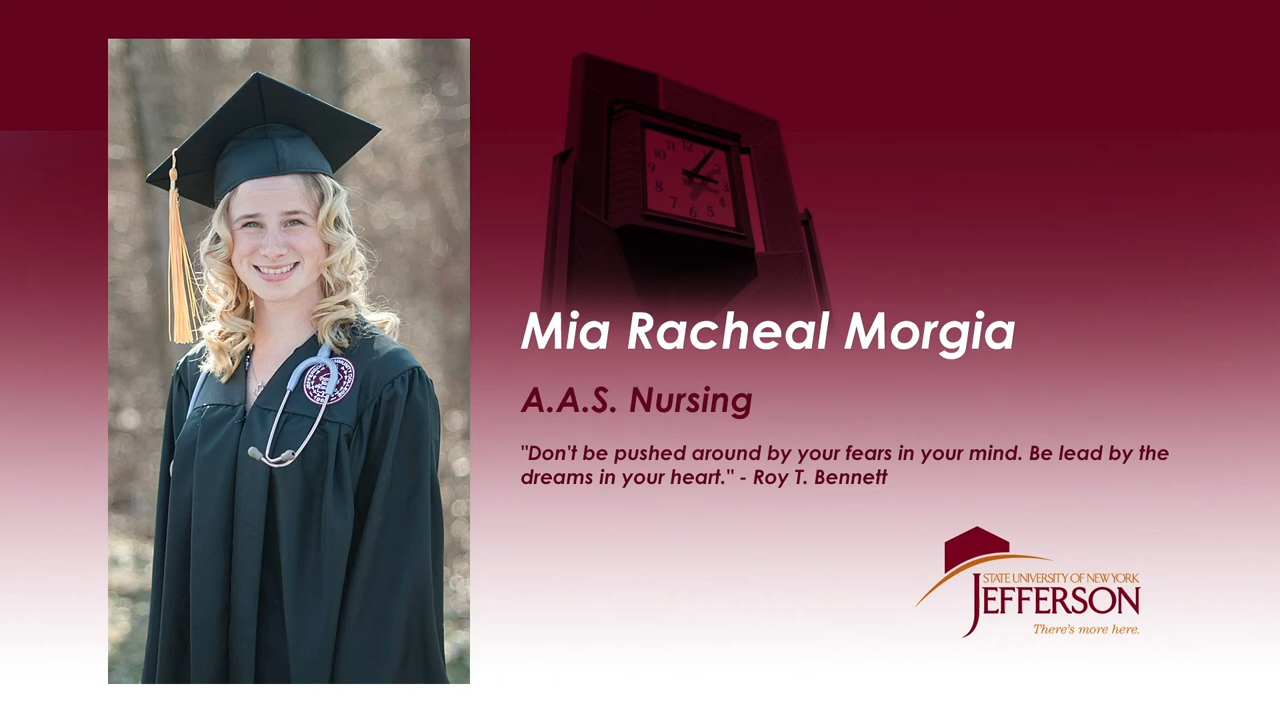 Mia Racheal Morgia
A.A.S. Nursing
"Don't be pushed around by your fears in your mind. Be lead by the
dreams in your heart." - Roy T. Bennett
STATE UNIVERSITY OF NEW YORK
JEFFERSON
There's more here.